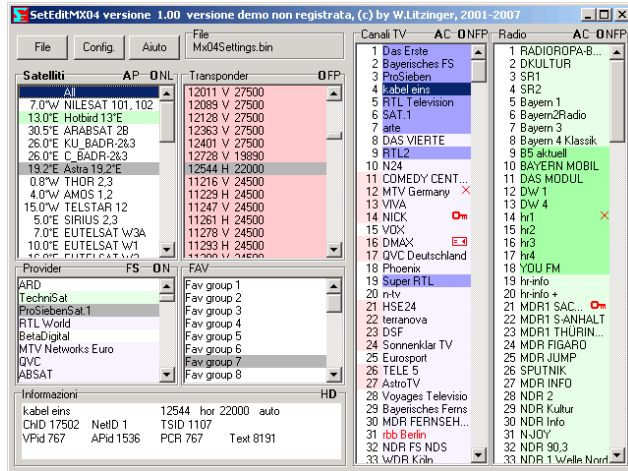 SetEditMX04 versione 1.00 versione demo non registrata, (c) by W.Litzinger, 2001-2007
File
Config.
Aiuto
File
Mx04Settings.bin
Satelliti AP ONL
All
7.0°W NILESAT 101, 102
13.0°E Hotbird 13°E
30.5°E ARABSAT 2B
26.0°E KU_BADR-2&3
26.0°E C_BADR-2&3
19.2°E Astra 19,2°E
0.8°W THOR 2,3
4.0°W AMOS 1,2
15.0°W TELSTAR 12
5.0°E SIRIUS 2,3
7.0°E EUTELSAT W3A
10.0°E EUTELSAT W1
Transponder OFP
12011 V 27500
12089 V 27500
12128 V 27500
12363 V 27500
12401 V 27500
12728 V 19890
12544 H 22000
11216 V 24500
11229 H 24500
11247 V 24500
11261 H 24500
11278 V 24500
11293 H 24500
11309 V 24500
Provider FS ON
ARD
TechniSat
ProSiebenSat.1
RTL World
BetaDigital
MTV Networks Euro
QVC
ABSAT
FAV
Fav group 1
Fav group 2
Fav group 3
Fav group 4
Fav group 5
Fav group 6
Fav group 7
Fav group 8
Informazioni HD
kabel eins 12544 hor 22000 auto
ChID 17502 NetID 1 TSID 1107
VPid 767 APid 1536 PCR 767 Text 8191
Canali TV AC ONFP
1 Das Erste
2 Bayerisches FS
3 ProSieben
4 kabel eins
5 RTL Television
6 SAT.1
7 arte
8 DAS VIERTE
9 RTL2
10 N24
11 COMEDY CENT...
12 MTV Germany
13 VIVA
14 NICK
15 VOX
16 DMAX
17 QVC Deutschland
18 Phoenix
19 Super RTL
20 n-tv
21 HSE24
22 terranova
23 DSF
24 Sonnenklar TV
25 Eurosport
26 TELE 5
27 AstroTV
28 Voyages Televisio
29 Bayerisches Ferns
30 MDR FERNSEH...
31 rbb Berlin
32 NDR FS NDS
33 WDR Köln
Radio AC ONFP
1 RADIOROPA-B...
2 DKULTUR
3 SR1
4 SR2
5 Bayern 1
6 Bayern2Radio
7 Bayern 3
8 Bayern 4 Klassik
9 B5 aktuell
10 BAYERN MOBIL
11 DAS MODUL
12 DW 1
13 DW 4
14 hr1
15 hr2
16 hr3
17 hr4
18 YOU FM
19 hr-info
20 hr-info +
21 MDR1 SAC...
22 MDR1 S-ANHALT
23 MDR1 THÜRIN...
24 MDR FIGARO
25 MDR JUMP
26 SPUTNIK
27 MDR INFO
28 NDR 2
29 NDR Kultur
30 NDR Info
31 N-JOY
32 NDR 90,3
33 NDR 1 Welle Nord